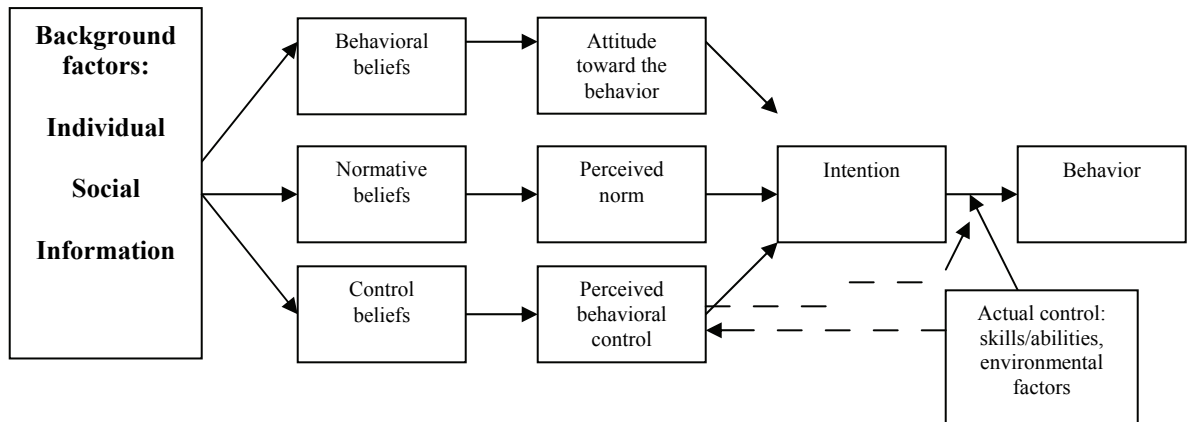 Background
factors:
Individual
Social
Information
Behavioral
beliefs
Attitude
toward the
behavior
Normative
beliefs
Perceived
norm
Intention
Behavior
Control
beliefs
Perceived
behavioral
control
Actual control:
skills/abilities,
environmental
factors